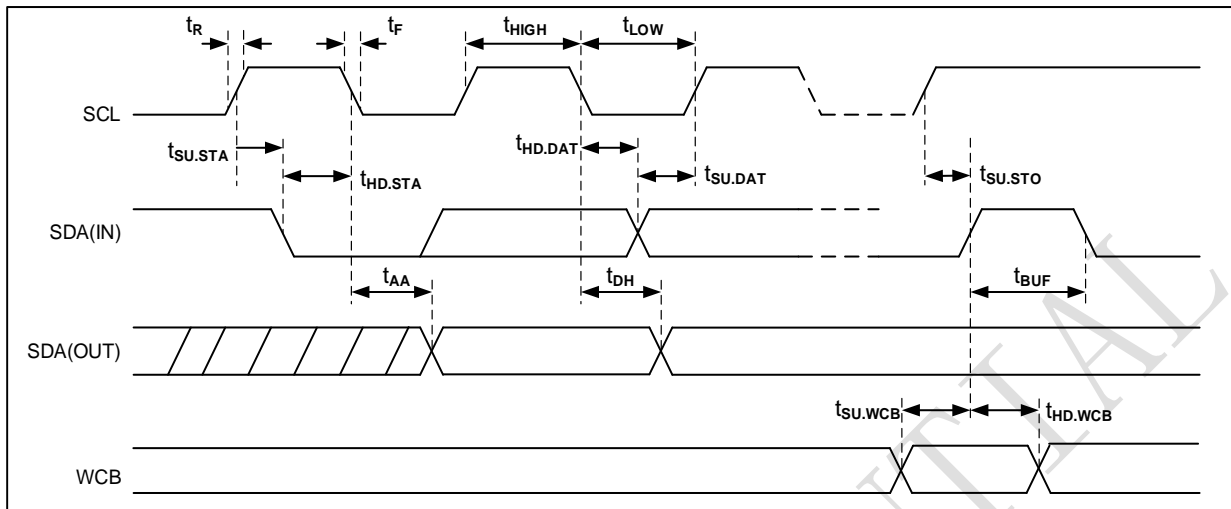 tR tF tHIGH tLOW
SCL
tSU.STA tHD.STA tHD.DAT tSU.DAT tSU.STO
SDA(IN)
tAA tDH tBUF
SDA(OUT)
tSU.WCB tHD.WCB
WCB
NTIAL